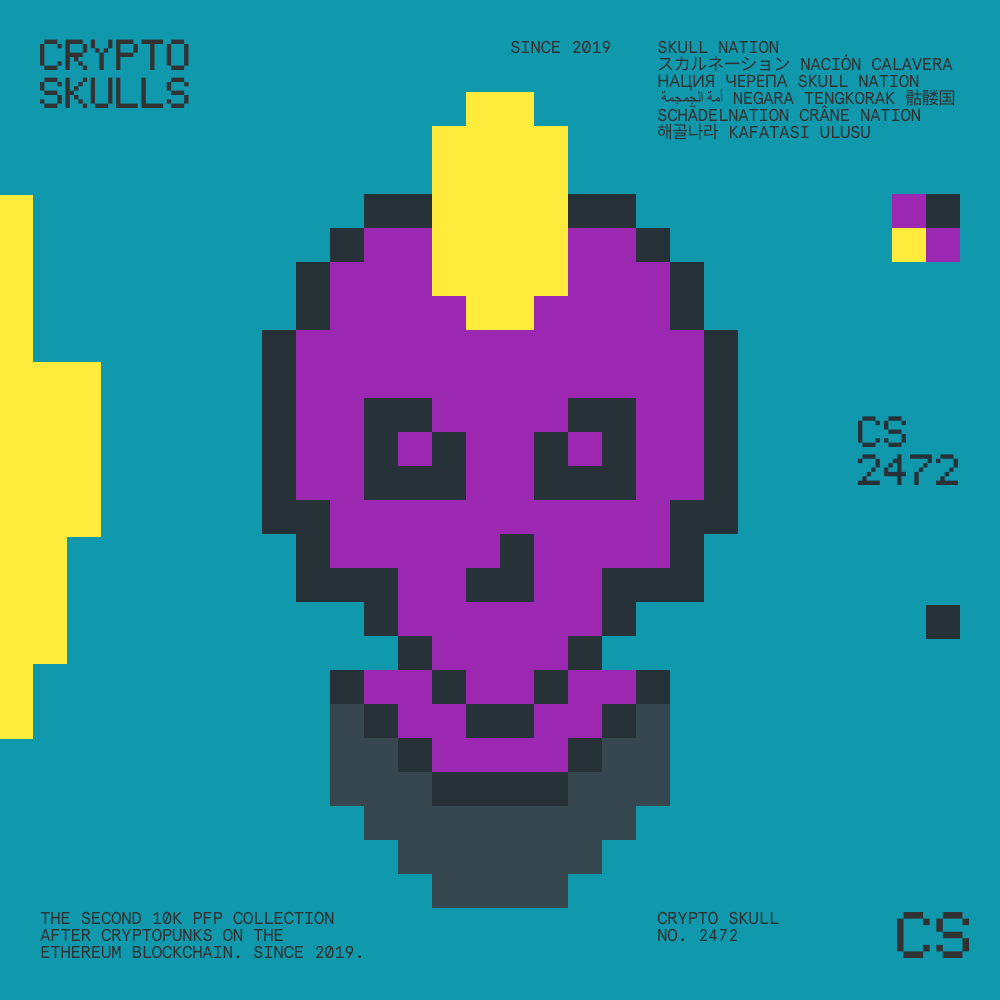 CRYPTO
SKULLS
SINCE 2019
SKULL NATION
スカルネーション NACIÓN CALAVERA
НАЦИЯ ЧЕРЕПА SKULL NATION
أمة الجمجمة NEGARA TENGKORAK 骷髅国
SCHÄDELNATION CRÂNE NATION
해골나라 KAFATASI ULUSU
CS
2472
THE SECOND 10K PFP COLLECTION
AFTER CRYPTOPUNKS ON THE
ETHEREUM BLOCKCHAIN. SINCE 2019.
CRYPTO SKULL
NO. 2472
CS